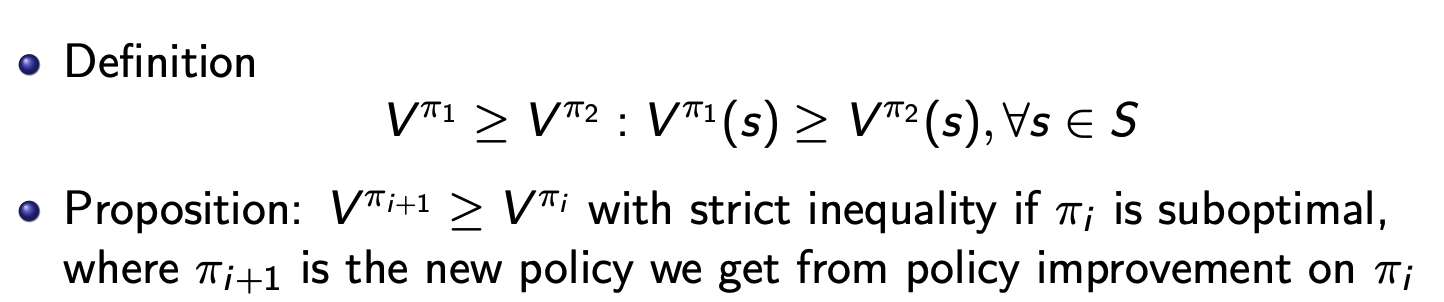 Definition
V^{π_1} ≥ V^{π_2} : V^{π_1}(s) ≥ V^{π_2}(s), ∀s ∈ S
Proposition: V^{π_{i+1}} ≥ V^{π_i} with strict inequality if π_i is suboptimal,
where π_{i+1} is the new policy we get from policy improvement on π_i